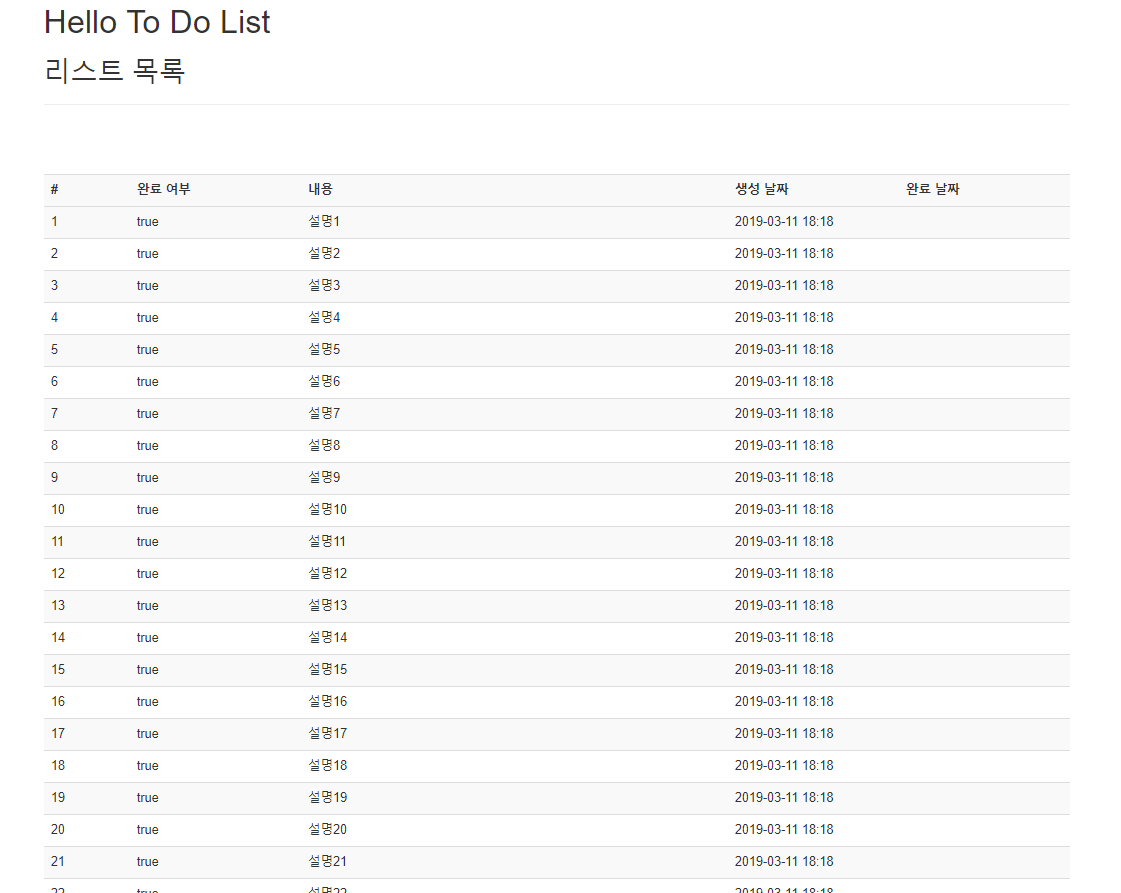 Hello To Do List
리스트 목록
# 완료 여부 내용 생성 날짜 완료 날짜
1 true 설명1 2019-03-11 18:18
2 true 설명2 2019-03-11 18:18
3 true 설명3 2019-03-11 18:18
4 true 설명4 2019-03-11 18:18
5 true 설명5 2019-03-11 18:18
6 true 설명6 2019-03-11 18:18
7 true 설명7 2019-03-11 18:18
8 true 설명8 2019-03-11 18:18
9 true 설명9 2019-03-11 18:18
10 true 설명10 2019-03-11 18:18
11 true 설명11 2019-03-11 18:18
12 true 설명12 2019-03-11 18:18
13 true 설명13 2019-03-11 18:18
14 true 설명14 2019-03-11 18:18
15 true 설명15 2019-03-11 18:18
16 true 설명16 2019-03-11 18:18
17 true 설명17 2019-03-11 18:18
18 true 설명18 2019-03-11 18:18
19 true 설명19 2019-03-11 18:18
20 true 설명20 2019-03-11 18:18
21 true 설명21 2019-03-11 18:18
22 true 설명22 2019-03-11 18:18